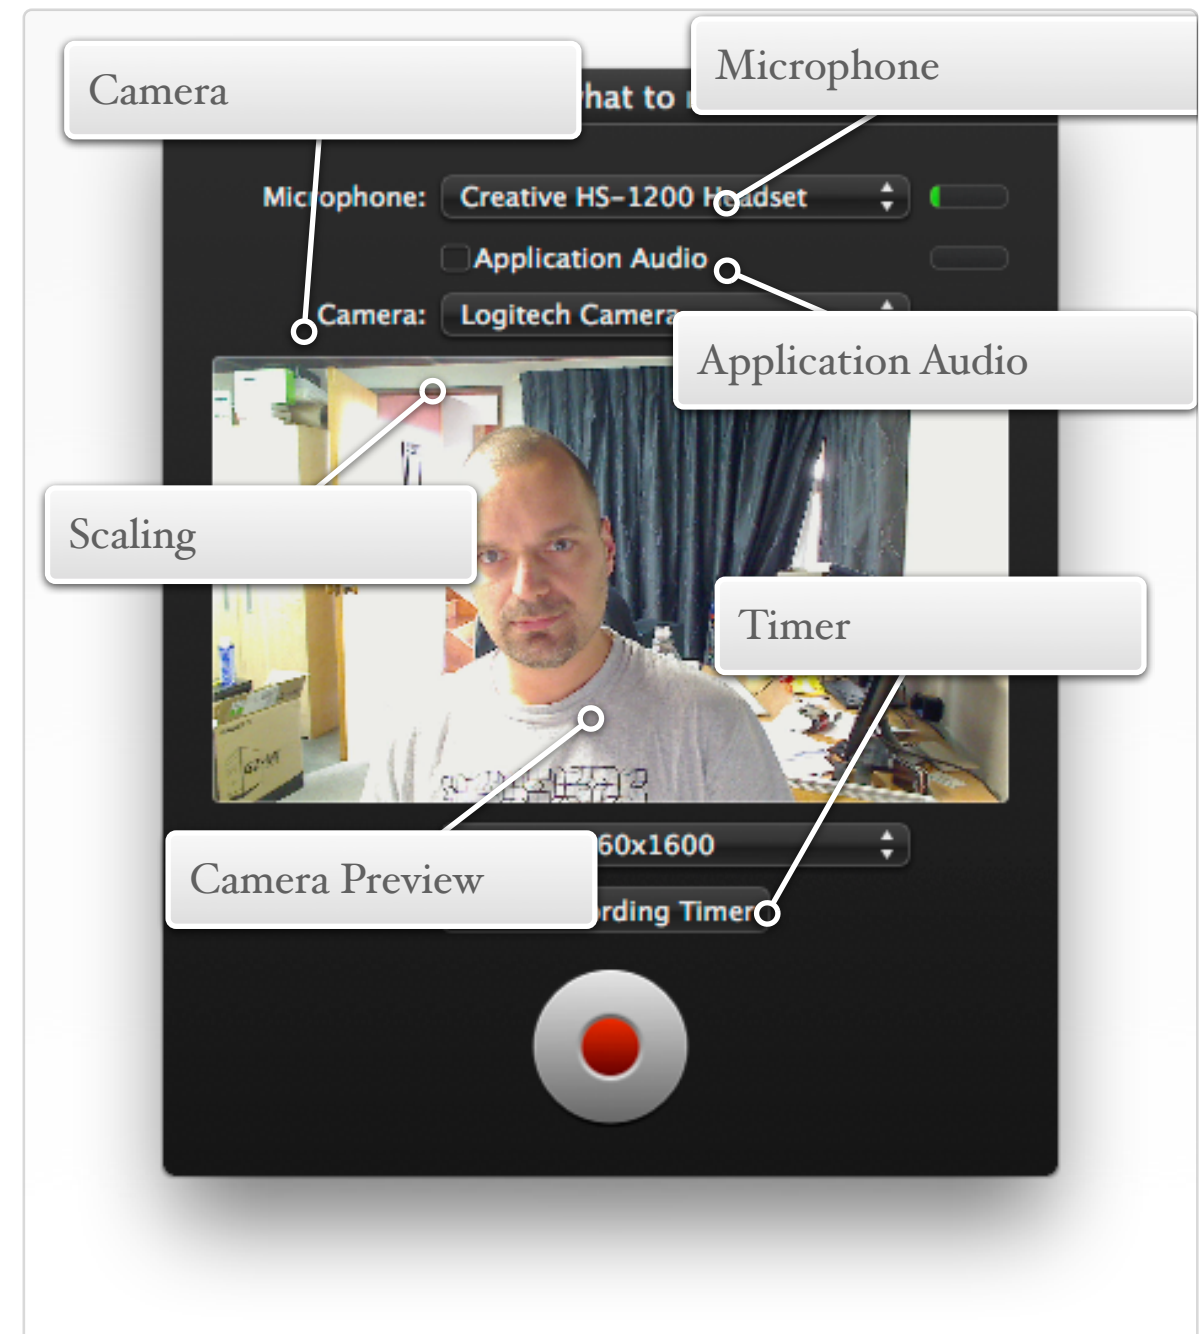 Camera
Microphone
hat to
Microphone: Creative HS-1200 Headset
Application Audio
Camera: Logitech Camera
Application Audio
Scaling
Timer
Camera Preview
60x1600
rding Timer